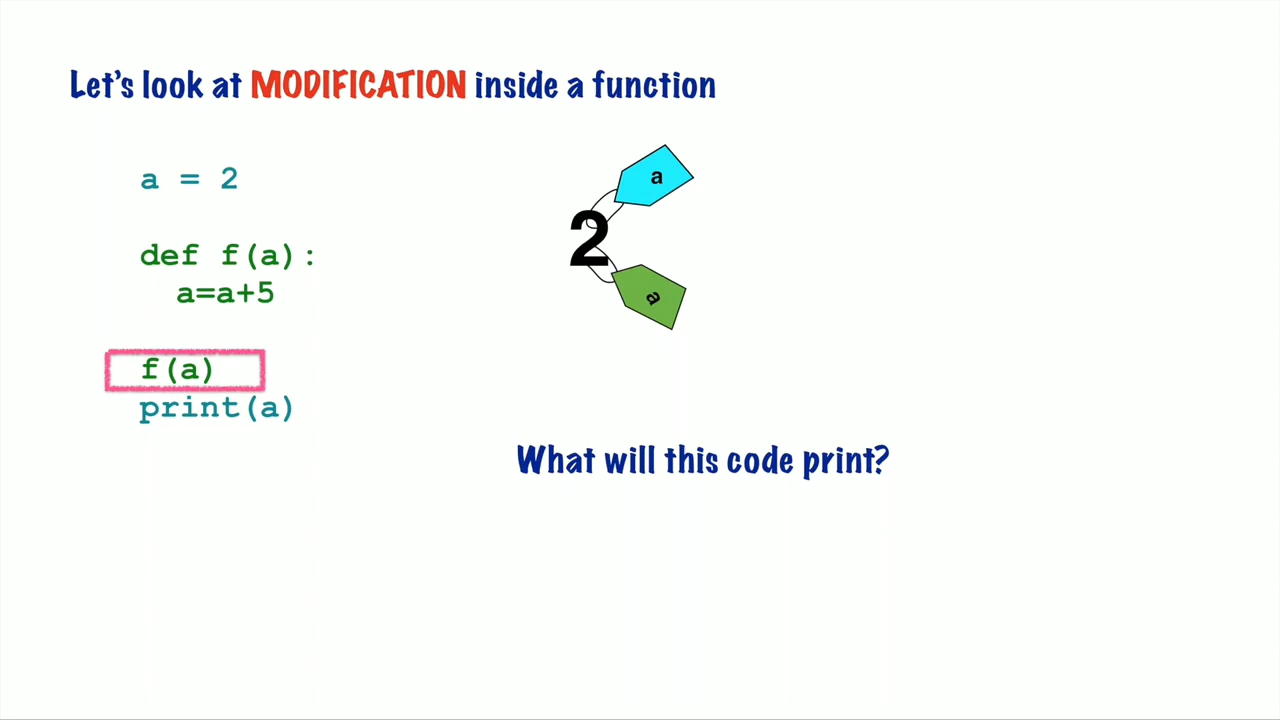 Let's look at MODIFICATION inside a function
a = 2
a
2
def f(a):
a=a+5
a
f(a)
print(a)
What will this code print?